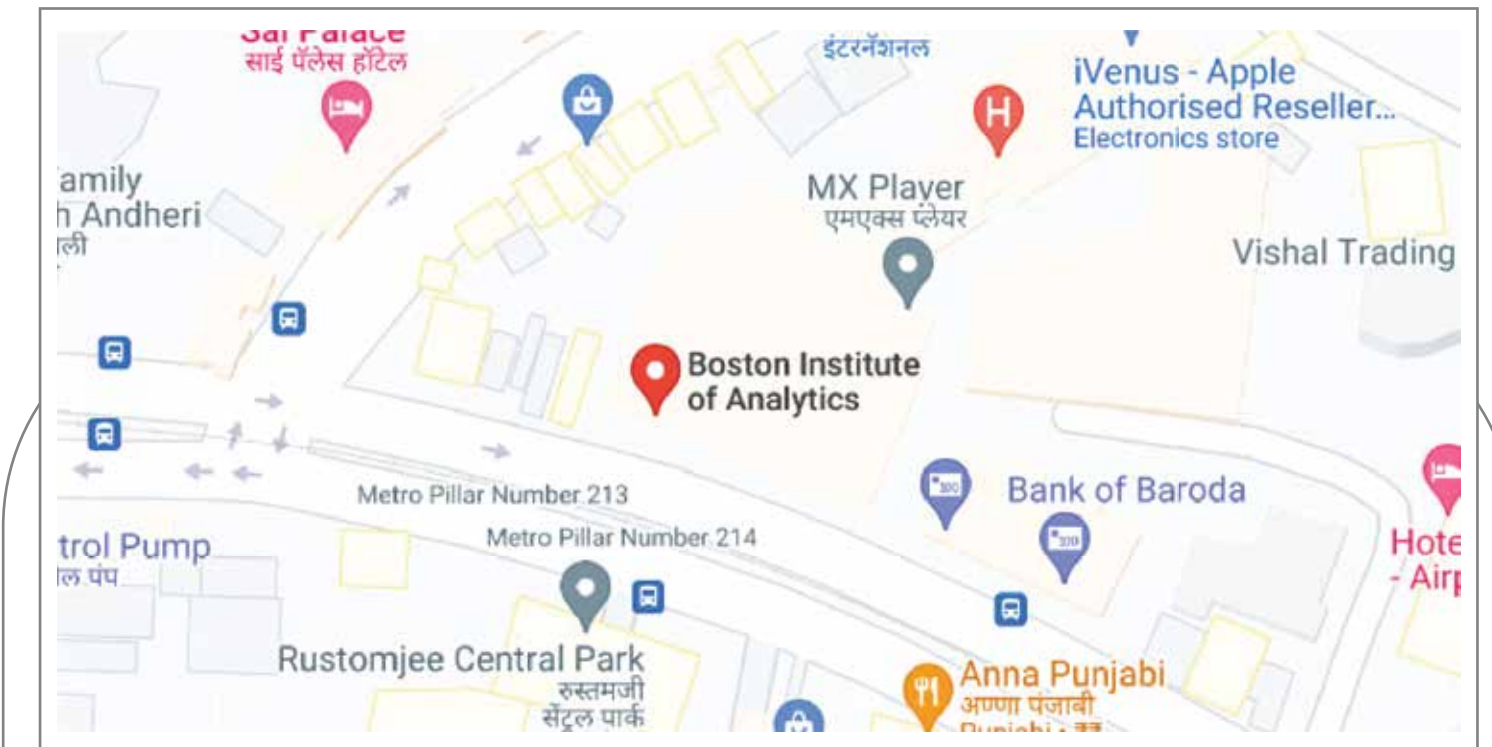 Sai Palace
साई पॅलेस हॉटेल
इंटरनॅशनल
iVenus - Apple
Authorised Reseller...
Electronics store
amily
h Andheri
ली
MX Player
एमएक्स प्लेयर
Vishal Trading
Boston Institute
of Analytics
Metro Pillar Number 213
Metro Pillar Number 214
Bank of Baroda
trol Pump
ल पंप
Hote
- Airp
Rustomjee Central Park
रुस्तमजी
सेंट्रल पार्क
Anna Punjabi
अण्णा पंजाबी
Punjabi